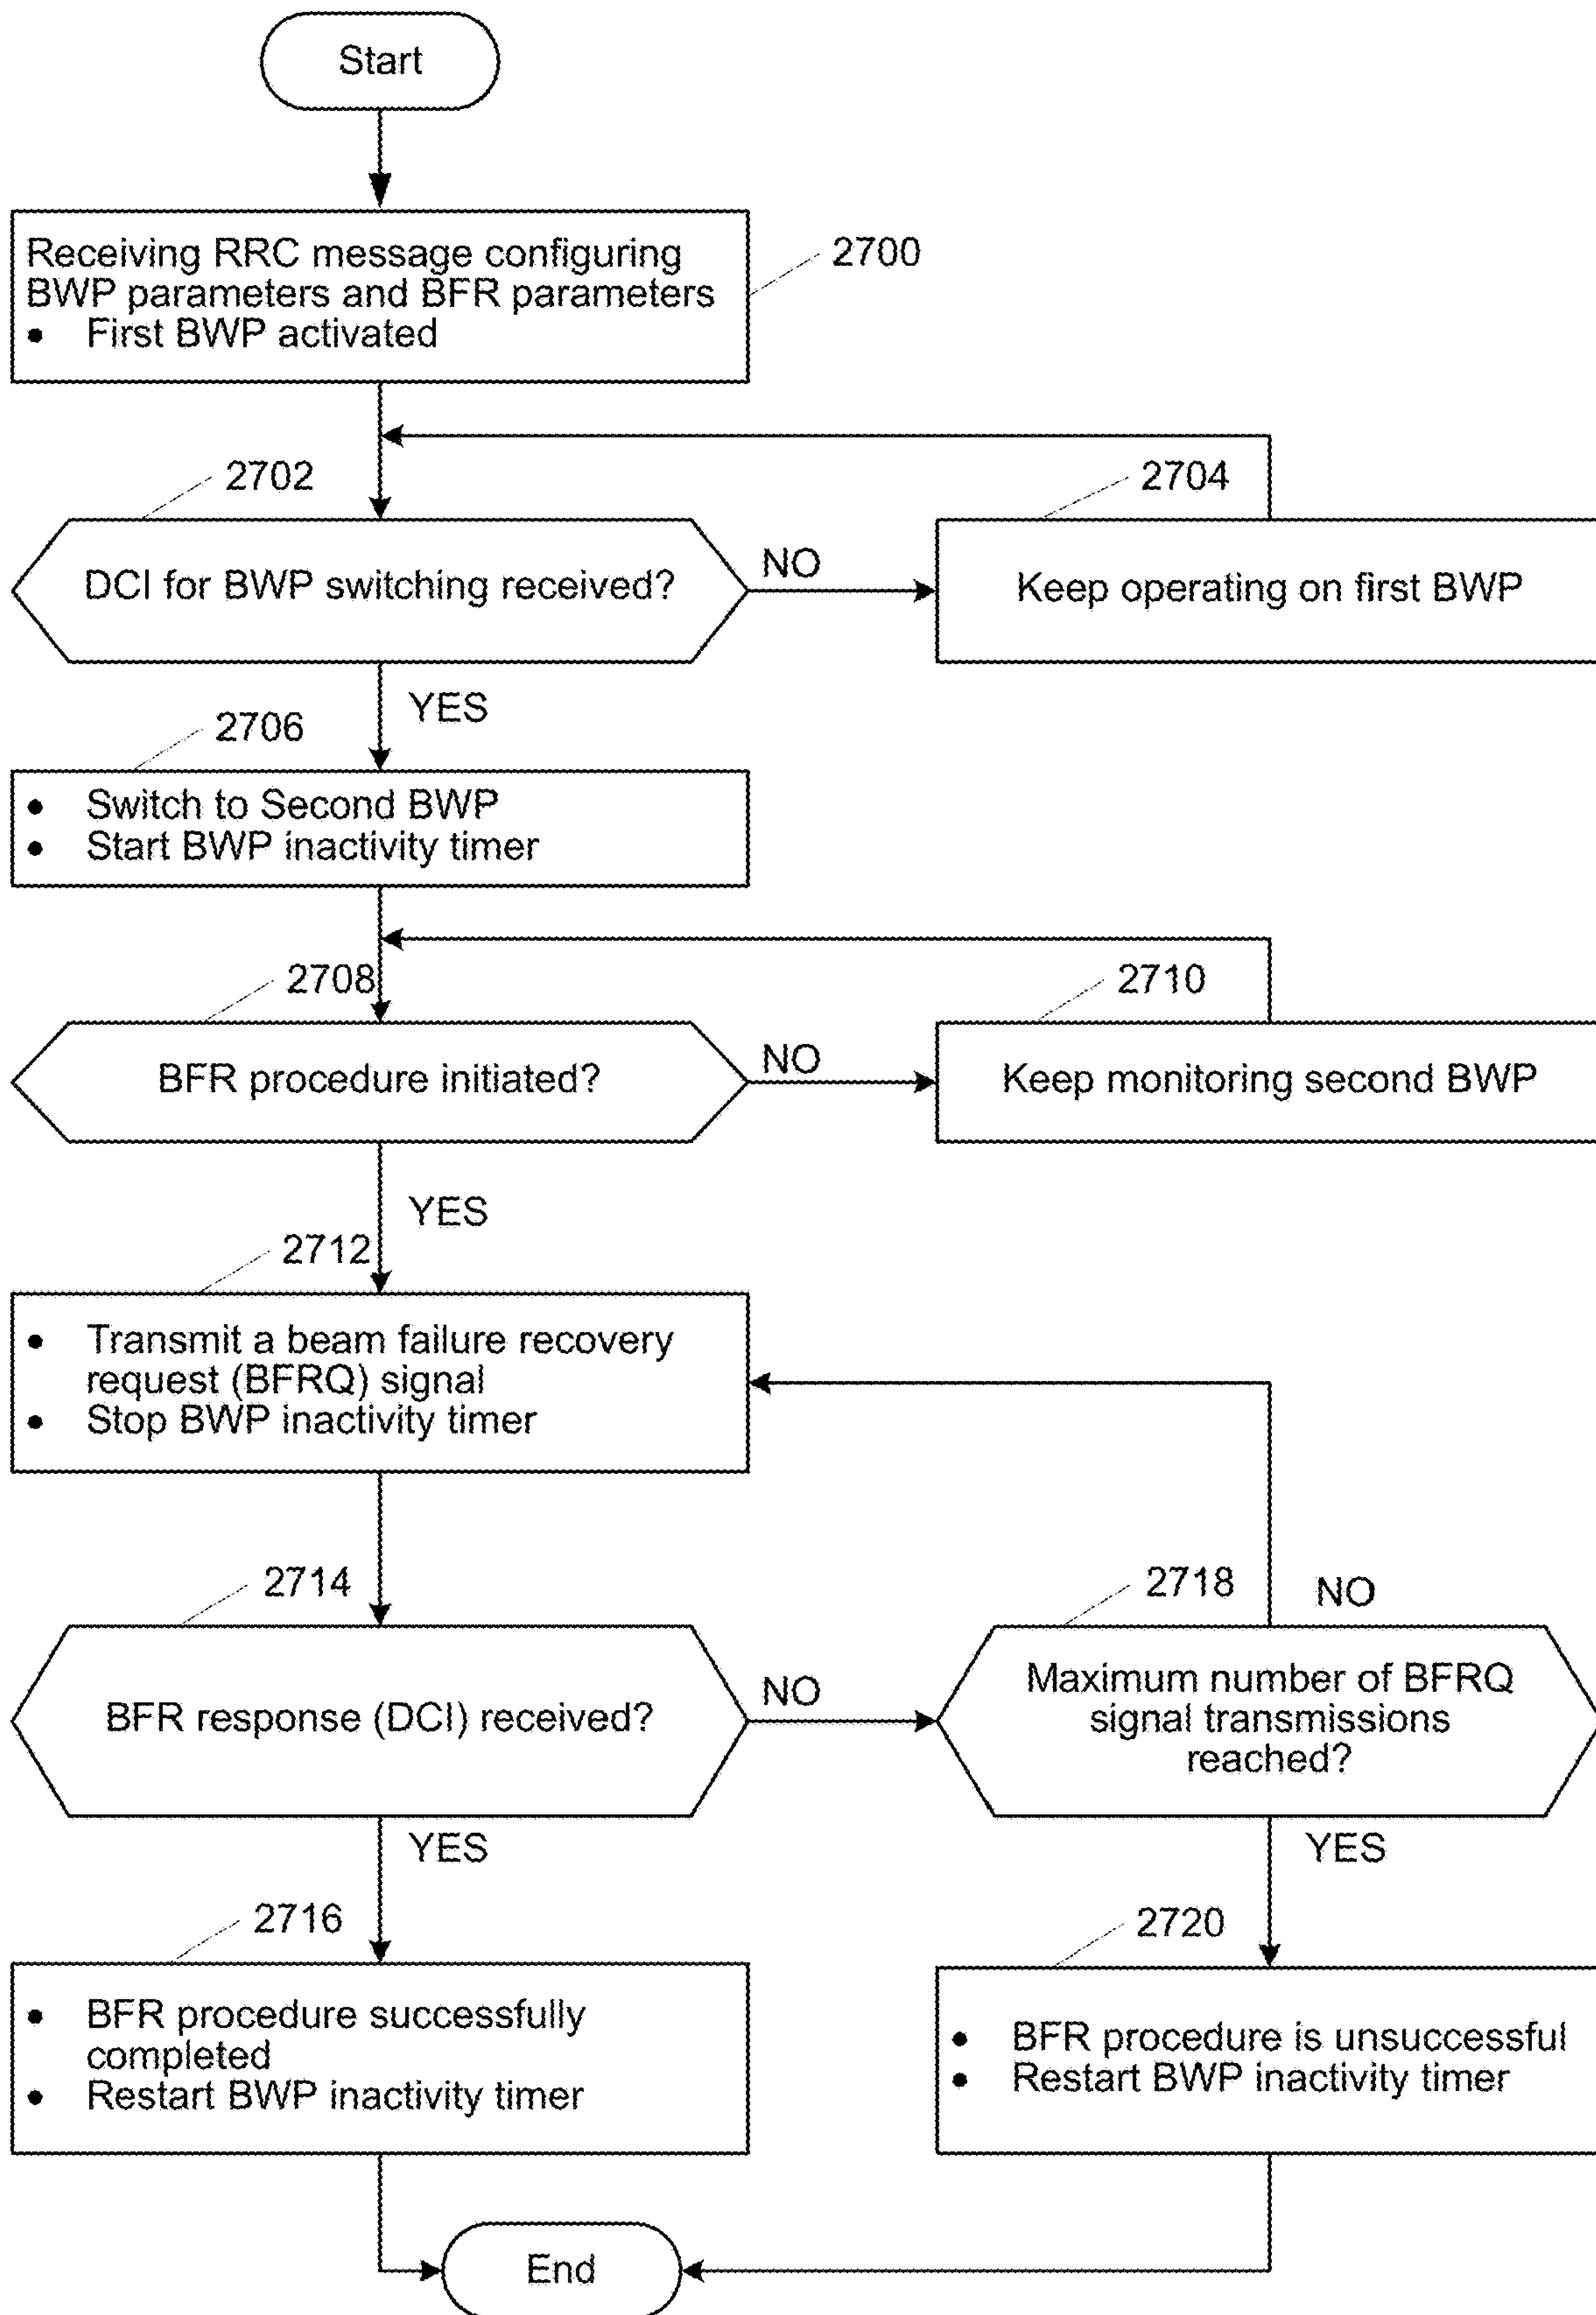 Start
Receiving RRC message configuring
BWP parameters and BFR parameters
• First BWP activated
2700
2702
2704
DCI for BWP switching received?
NO
Keep operating on first BWP
YES
2706
• Switch to Second BWP
• Start BWP inactivity timer
2708
2710
BFR procedure initiated?
NO
Keep monitoring second BWP
YES
2712
• Transmit a beam failure recovery
request (BFRQ) signal
• Stop BWP inactivity timer
2714
2718
NO
BFR response (DCI) received?
NO
Maximum number of BFRQ
signal transmissions
reached?
YES
YES
2716
2720
• BFR procedure successfully
completed
• Restart BWP inactivity timer
• BFR procedure is unsuccessful
• Restart BWP inactivity timer
End